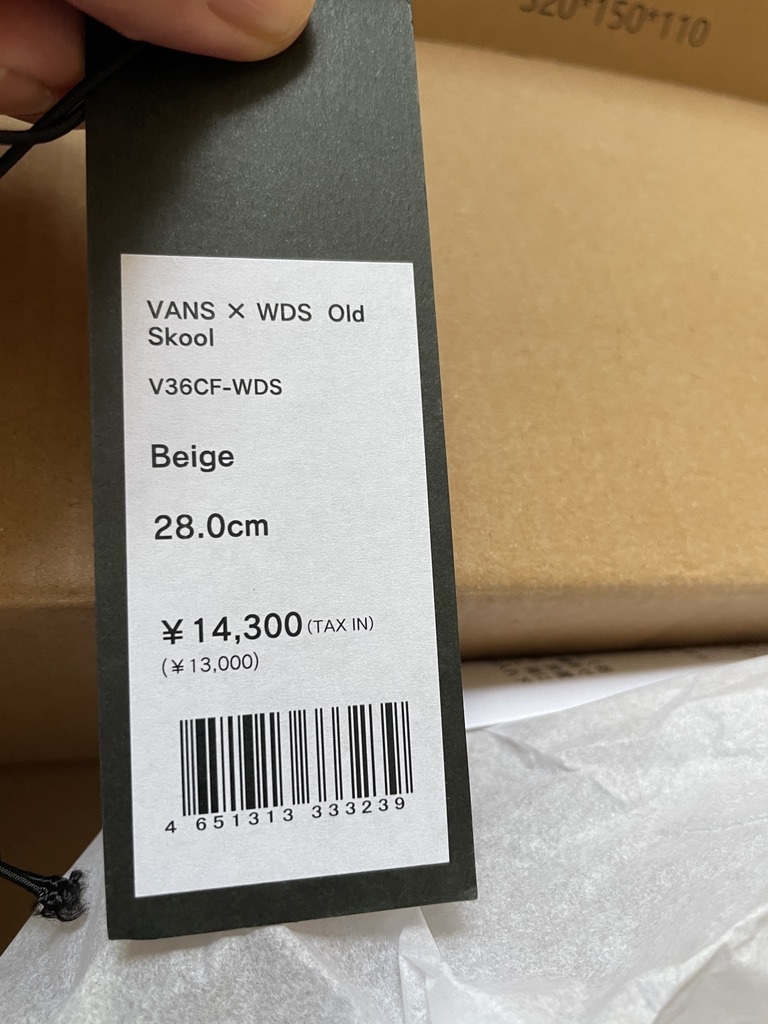 320*150*110
VANS × WDS Old
Skool
V36CF-WDS
Beige
28.0cm
¥14,300 (TAX IN)
(¥13,000)
4 651313 333239